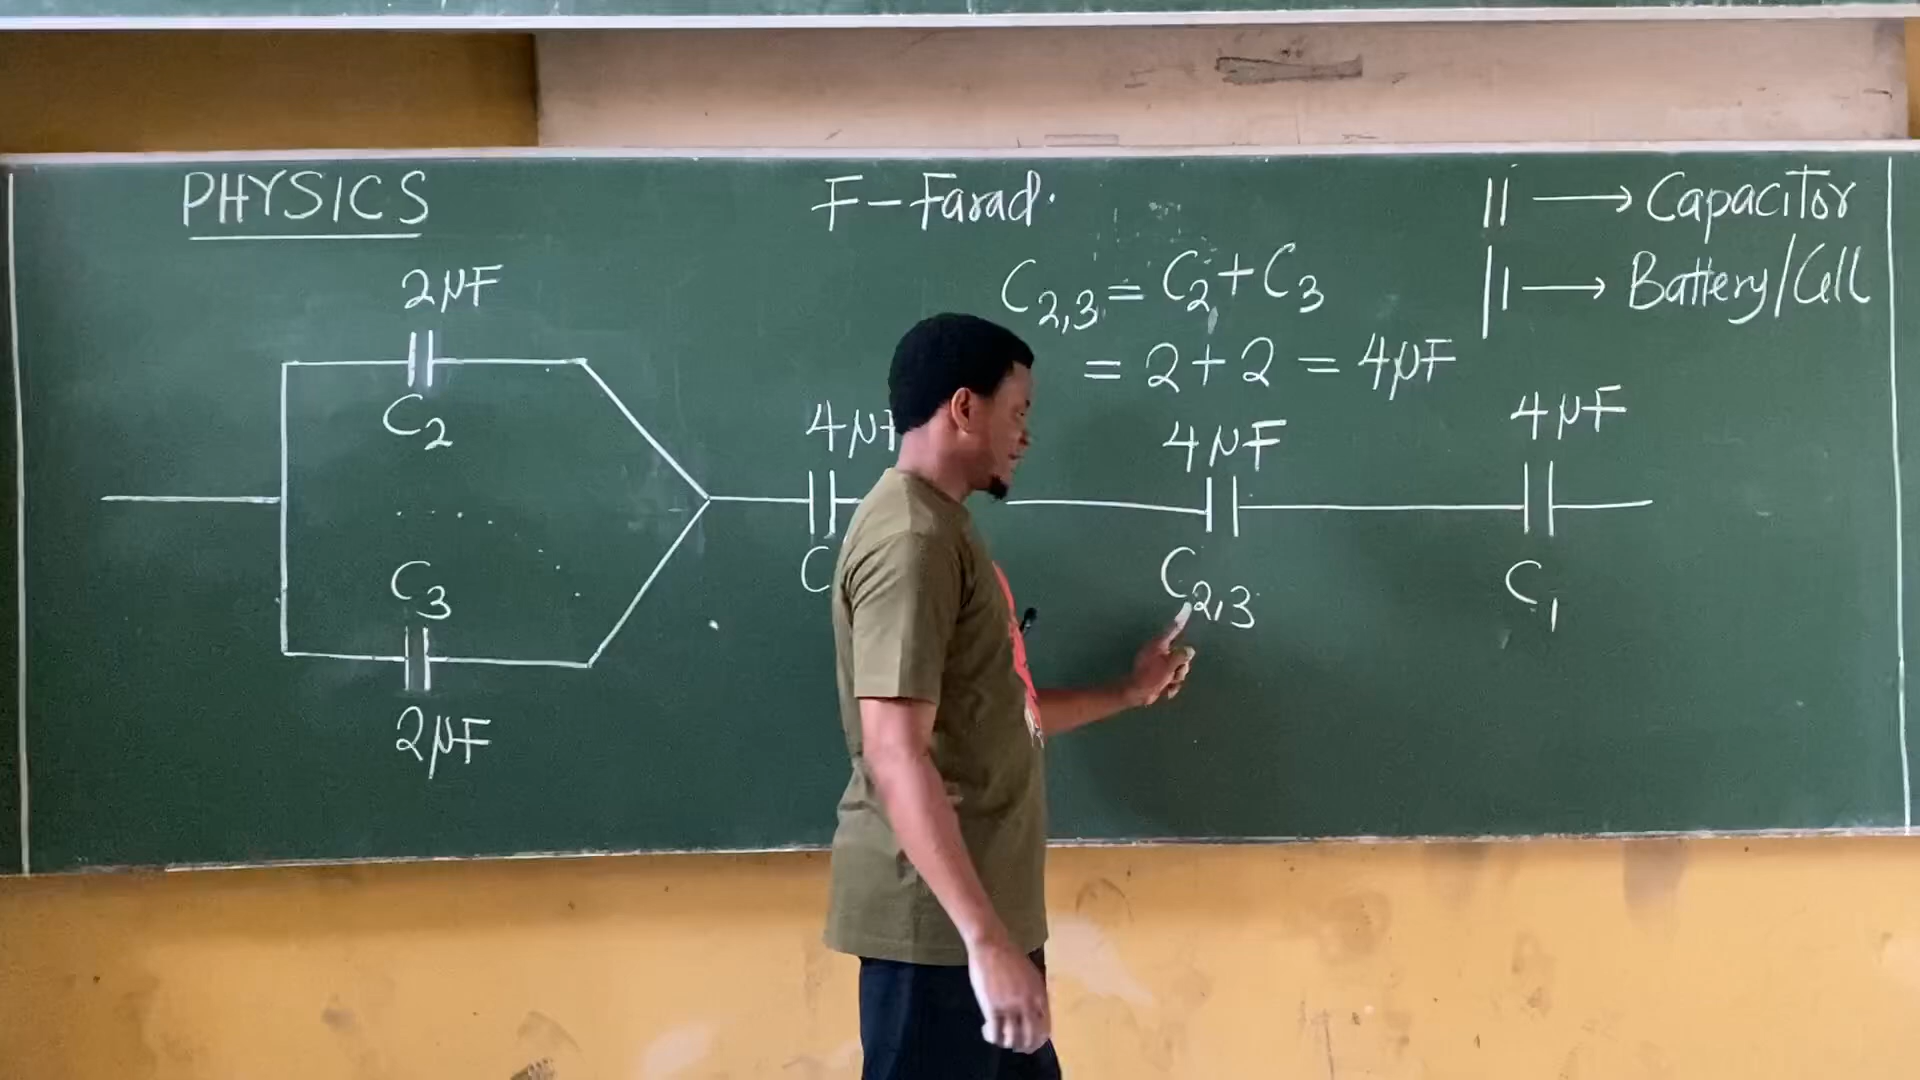 PHYSICS
F-Farad.
|| → Capacitor
|ı → Battery/Cell
C2,3 = C2+C3
= 2+2 = 4μF
2μF
C2
C3
2μF
4μF
C
4μF
C2,3
4μF
C1